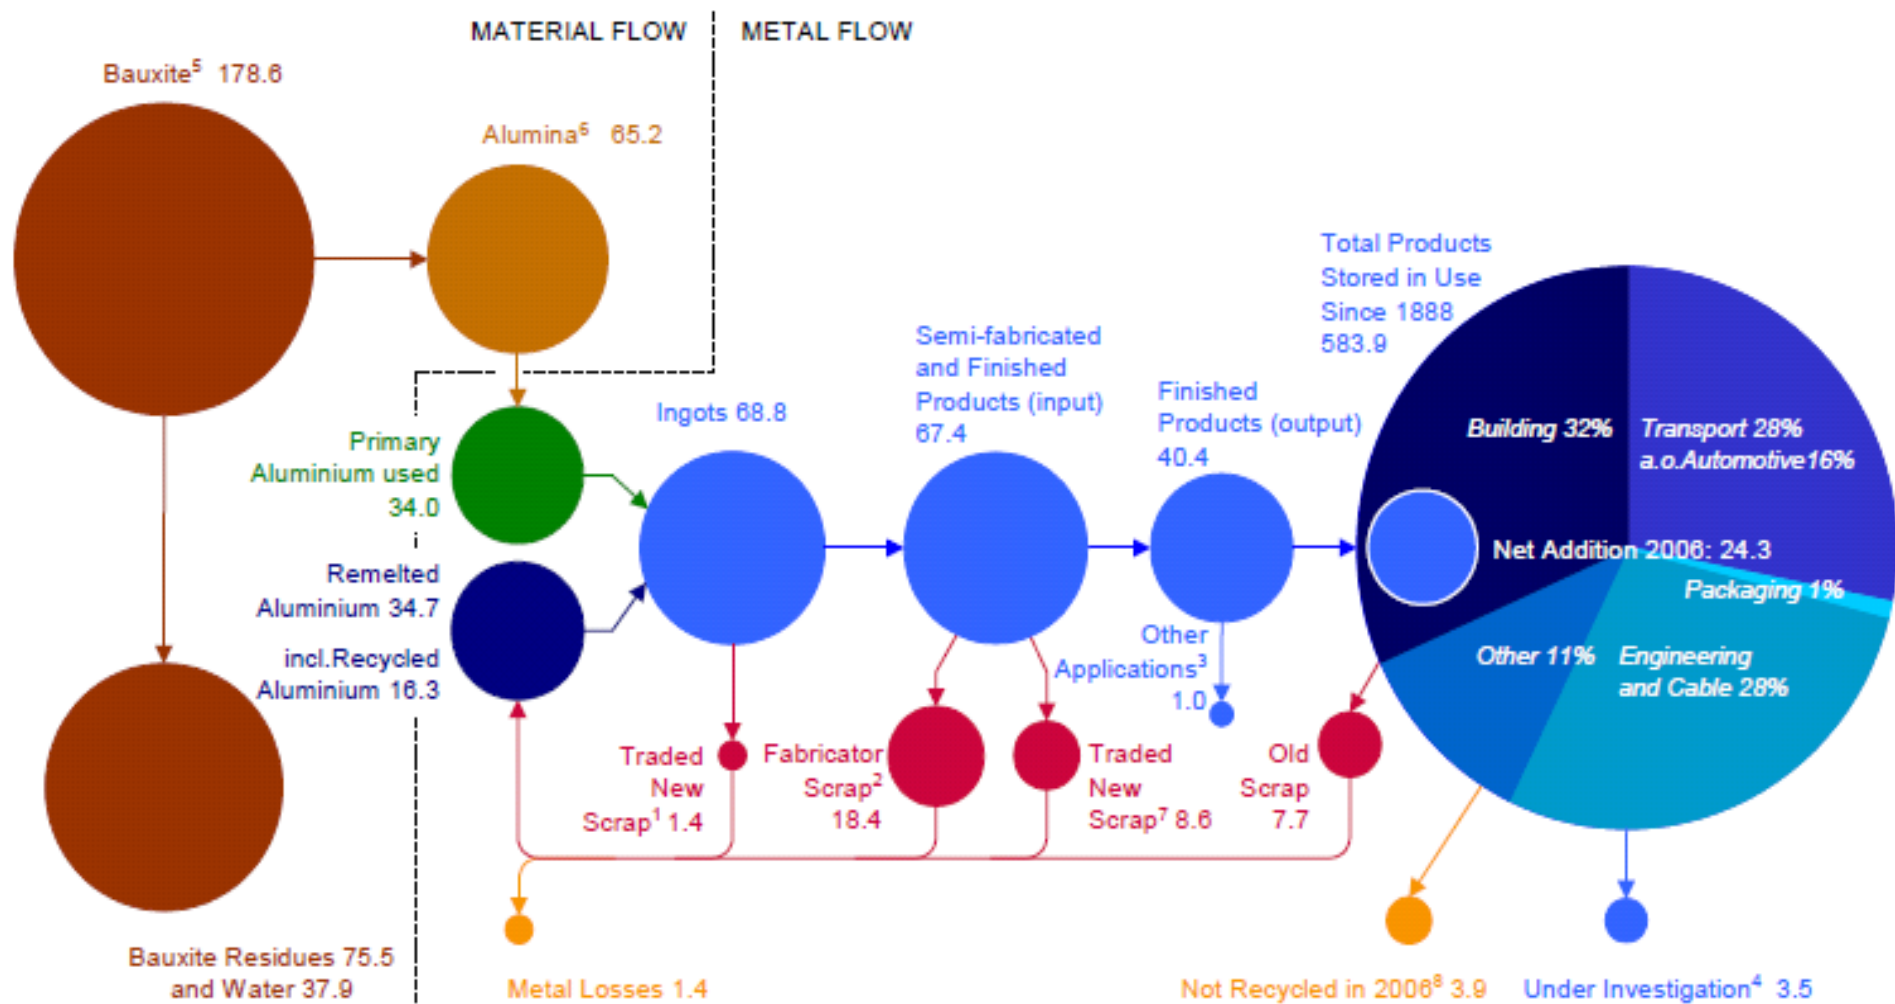 MATERIAL FLOW
METAL FLOW
Bauxite⁵ 178.6
Alumina⁶ 65.2
Total Products
Stored in Use
Since 1888
583.9
Semi-fabricated
and Finished
Products (input)
67.4
Finished
Products (output)
40.4
Ingots 68.8
Primary
Aluminium used
34.0
Building 32%
Transport 28%
a.o.Automotive16%
Net Addition 2006: 24.3
Packaging 1%
Remelted
Aluminium 34.7
incl.Recycled
Aluminium 16.3
Other
Applications³
1.0
Other 11%
Engineering
and Cable 28%
Traded
New
Scrap¹ 1.4
Fabricator
Scrap²
18.4
Traded
New
Scrap⁷ 8.6
Old
Scrap
7.7
Bauxite Residues 75.5
and Water 37.9
Metal Losses 1.4
Not Recycled in 2006⁸ 3.9
Under Investigation⁴ 3.5